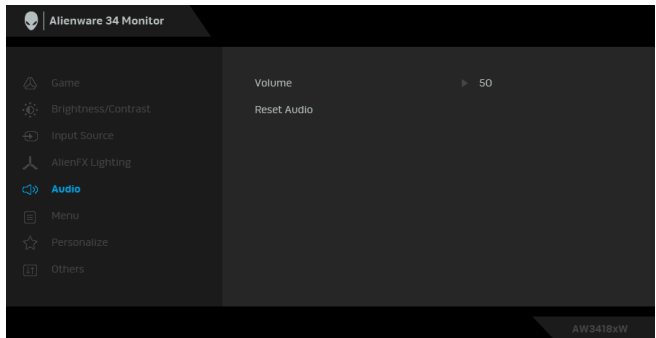 Alienware 34 Monitor
Game
Brightness/Contrast
Input Source
AlienFX Lighting
Audio
Menu
Personalize
Others
Volume 50
Reset Audio
AW3418xW